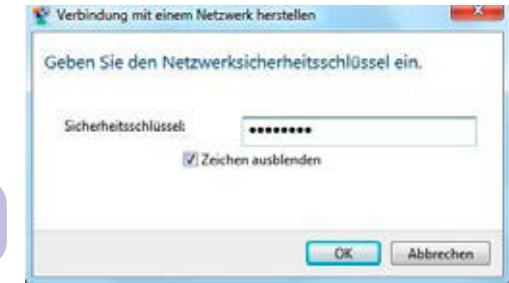 Verbindung mit einem Netzwerk herstellen
Geben Sie den Netzwerksicherheitsschlüssel ein.
Sicherheitsschlüssel: ••••••••
Zeichen ausblenden
OK Abbrechen